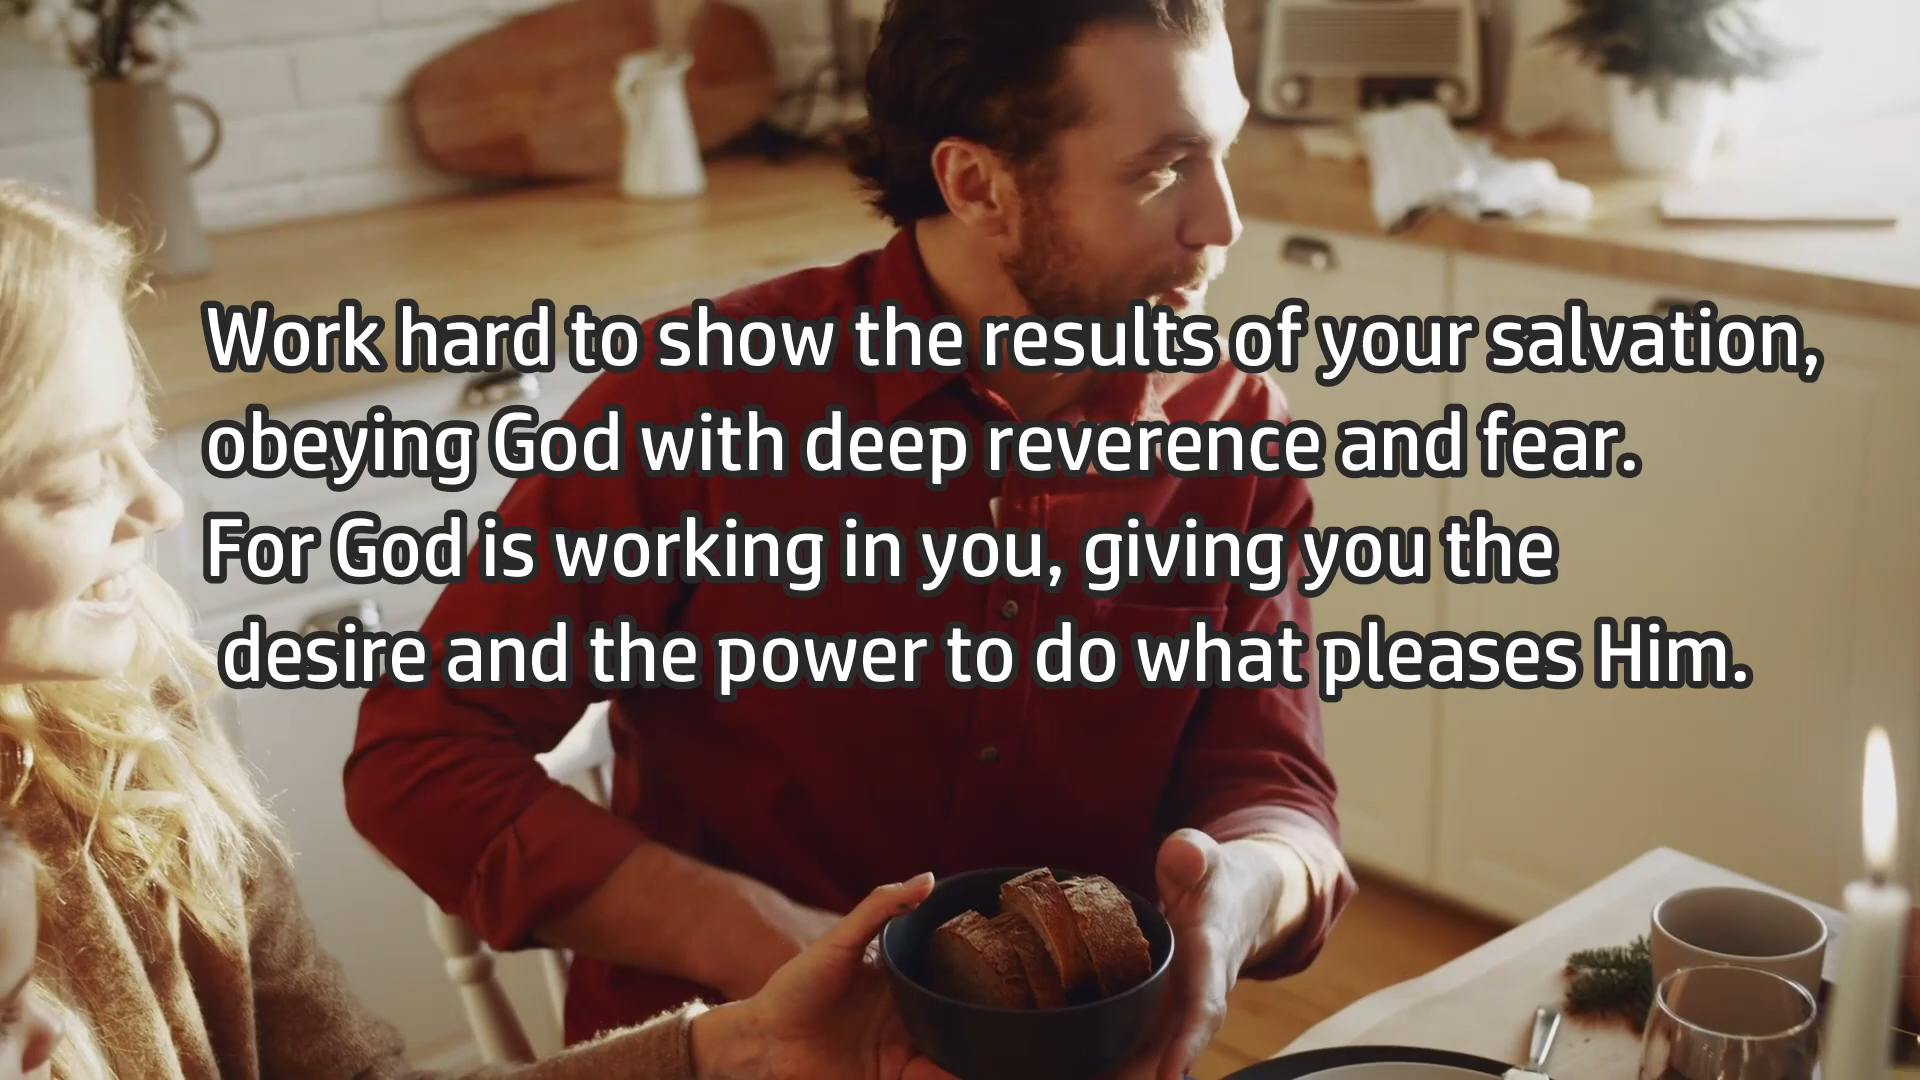 Work hard to show the results of your salvation,
obeying God with deep reverence and fear.
For God is working in you, giving you the
desire and the power to do what pleases Him.